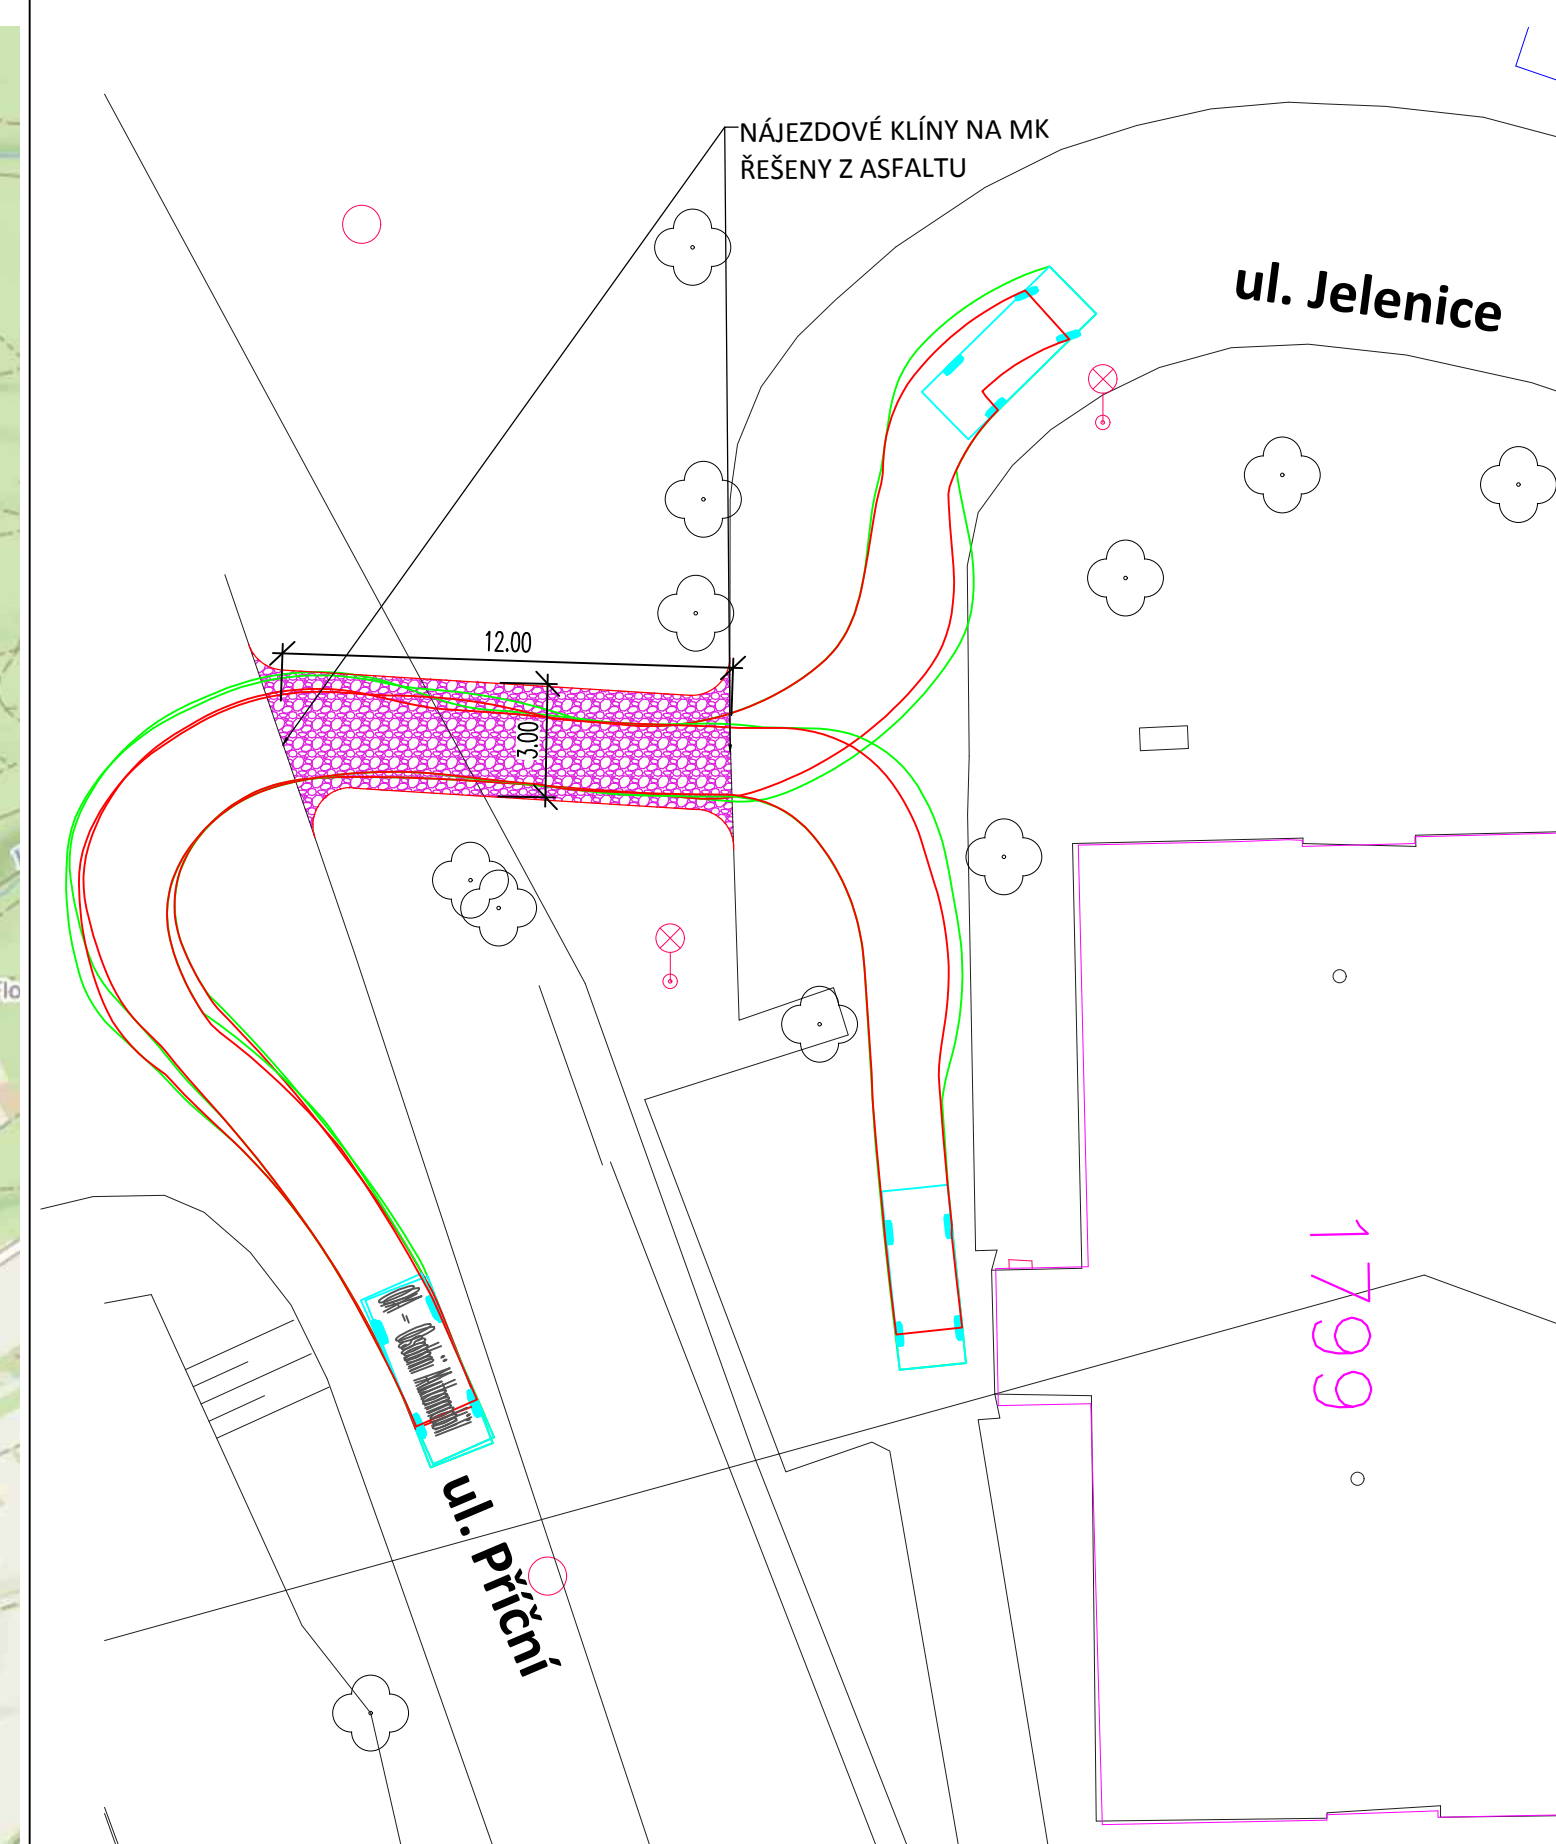 NÁJEZDOVÉ KLÍNY NA MK
ŘEŠENY Z ASFALTU
ul. Jelenice
12.00
3.00
1799
ul. Příční